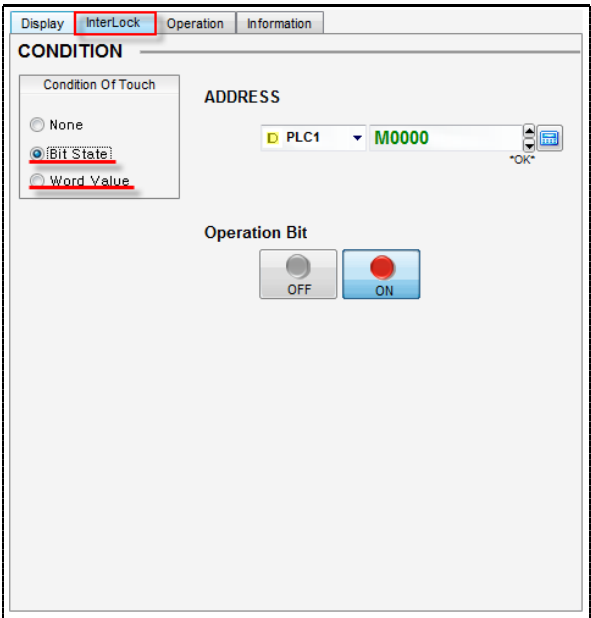 Display InterLock Operation Information
CONDITION
Condition Of Touch
None
Bit State
Word Value
ADDRESS
D PLC1 M0000
*OK*
Operation Bit
OFF ON